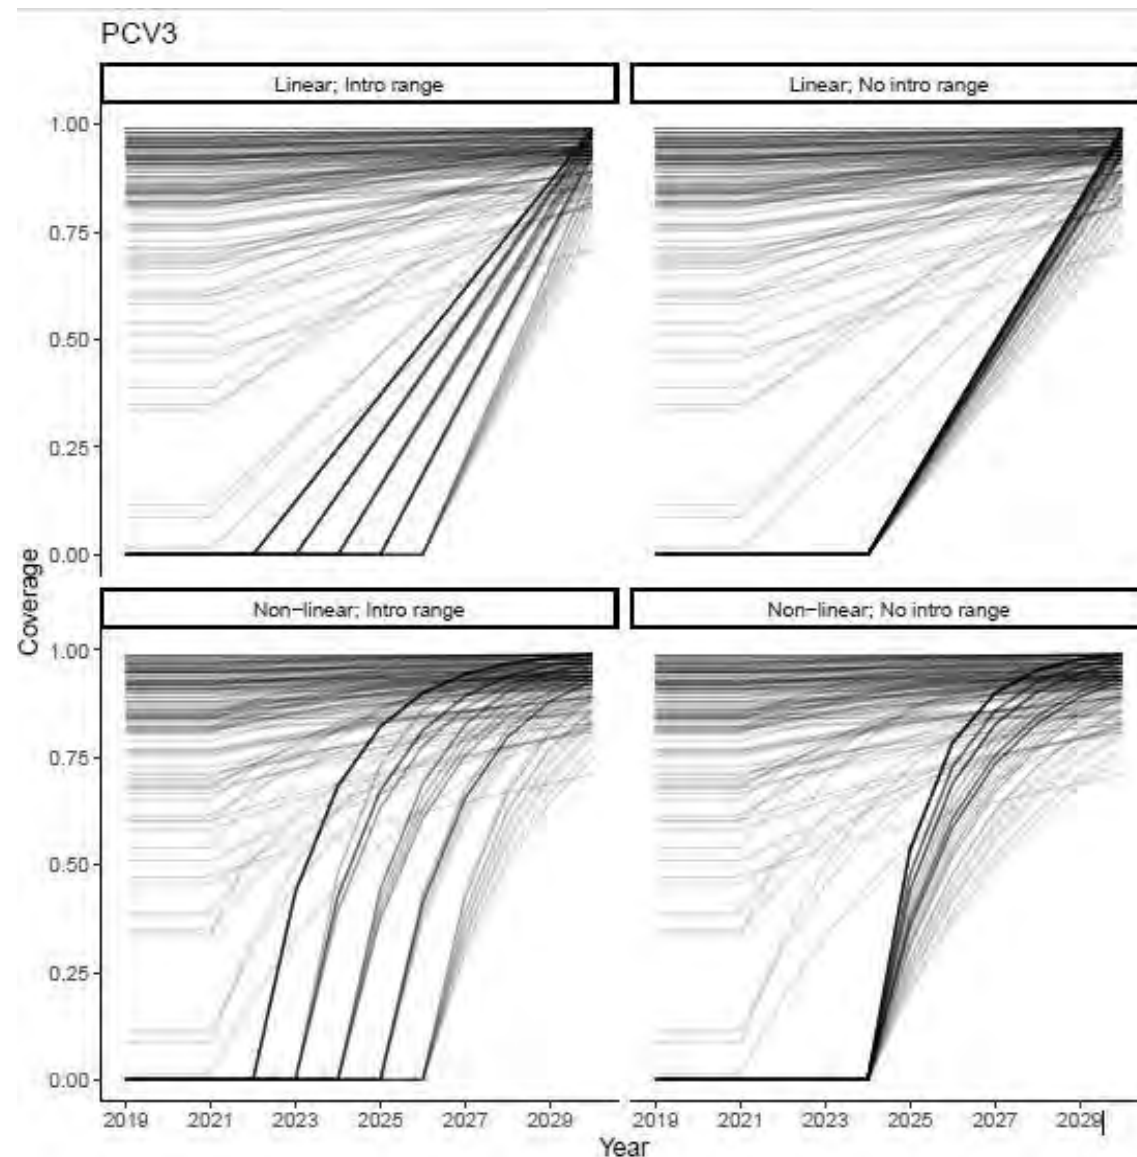 PCV3
Linear; Intro range
Linear; No intro range
1.00
0.75
0.50
0.25
0.00
Coverage
Non-linear; Intro range
Non-linear; No intro range
1.00
0.75
0.50
0.25
0.00
2019 2021 2023 2025 2027 2029
2019 2021 2023 2025 2027 2029
Year